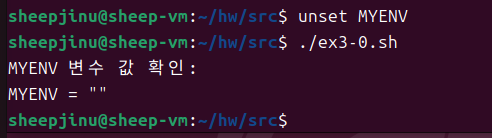 sheepjinu@sheep-vm:~/hw/src$ unset MYENV
sheepjinu@sheep-vm:~/hw/src$ ./ex3-0.sh
MYENV 변수 값 확인:
MYENV = ""
sheepjinu@sheep-vm:~/hw/src$